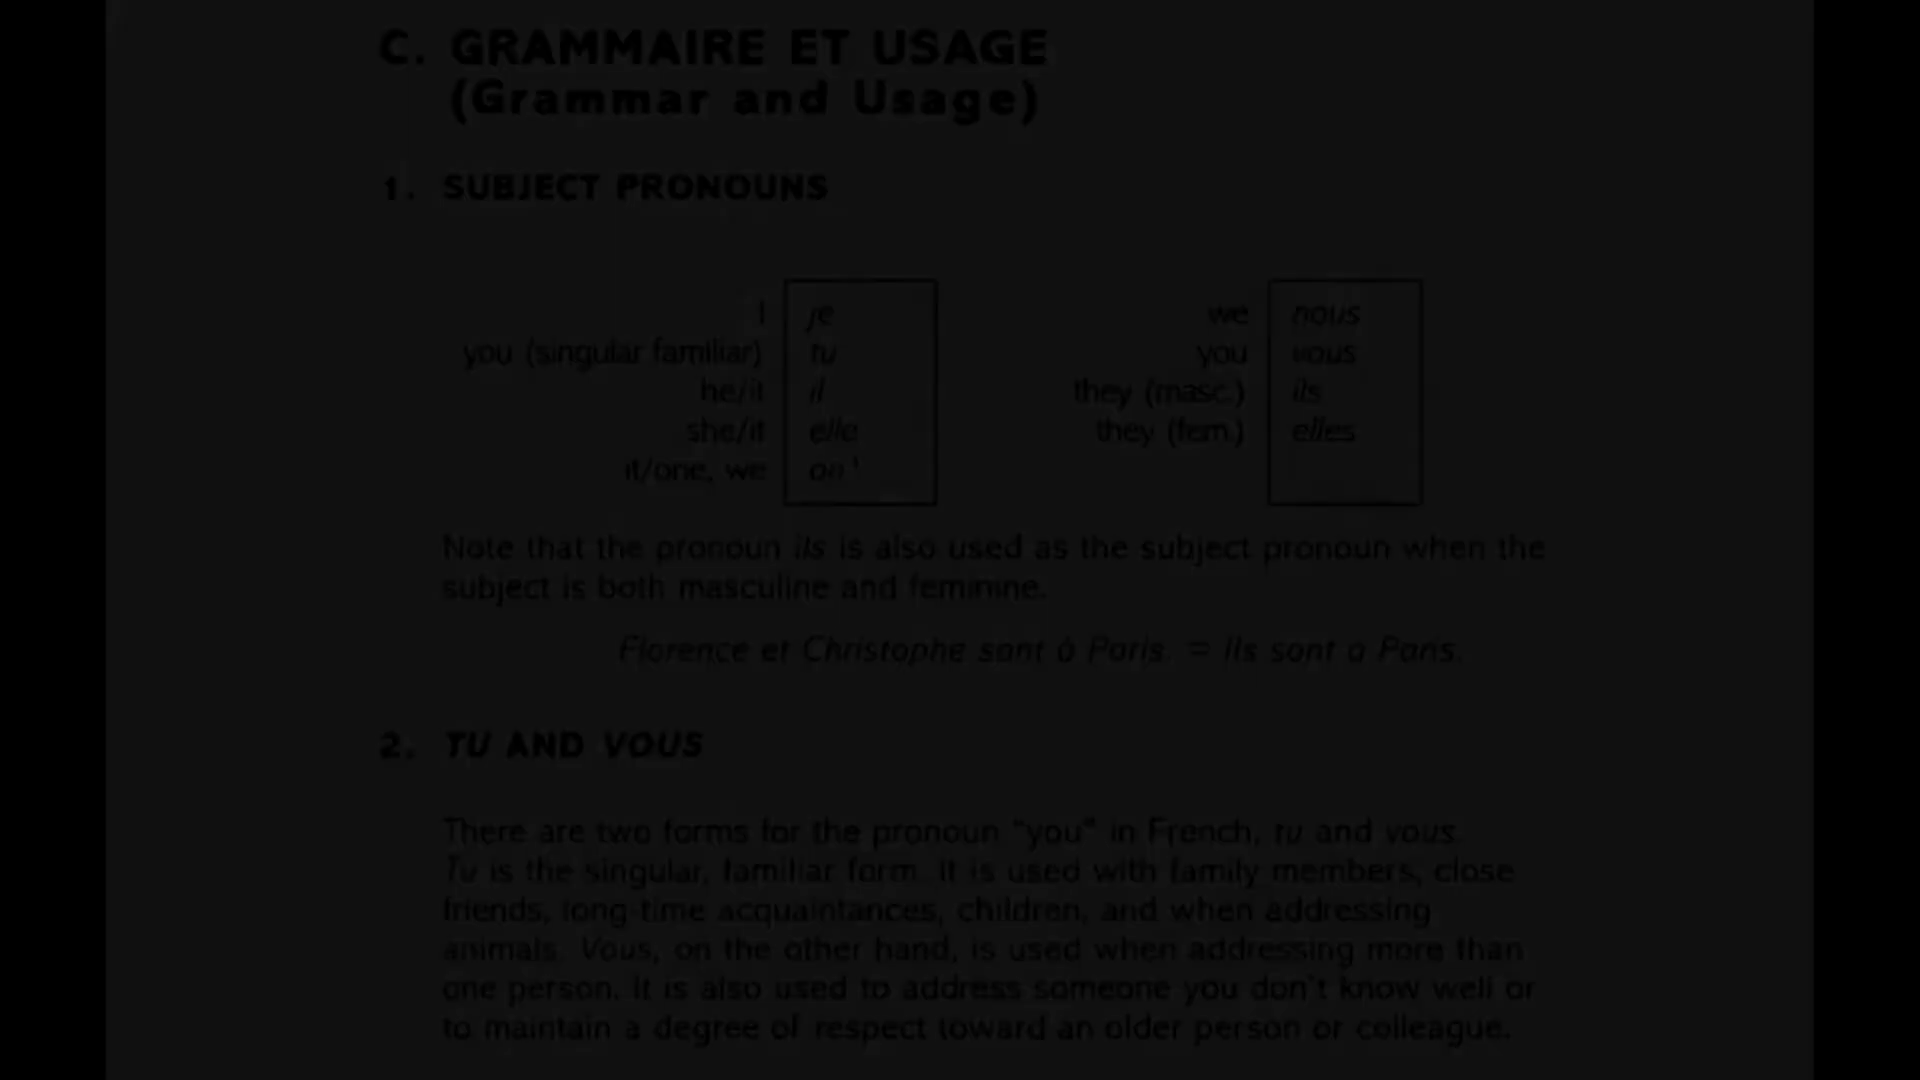 C. GRAMMAIRE ET USAGE
(Grammar and Usage)
1. SUBJECT PRONOUNS
I je
you (singular familiar) tu
he/it il
she/it elle
it/one, we on¹
we nous
you vous
they (masc.) ils
they (fem.) elles
Note that the pronoun ils is also used as the subject pronoun when the
subject is both masculine and feminine.
Florence et Christophe sont à Paris. = Ils sont à Paris.
2. TU AND VOUS
There are two forms for the pronoun "you" in French, tu and vous.
Tu is the singular, familiar form. It is used with family members, close
friends, long-time acquaintances, children, and when addressing
animals. Vous, on the other hand, is used when addressing more than
one person. It is also used to address someone you don't know well or
to maintain a degree of respect toward an older person or colleague.